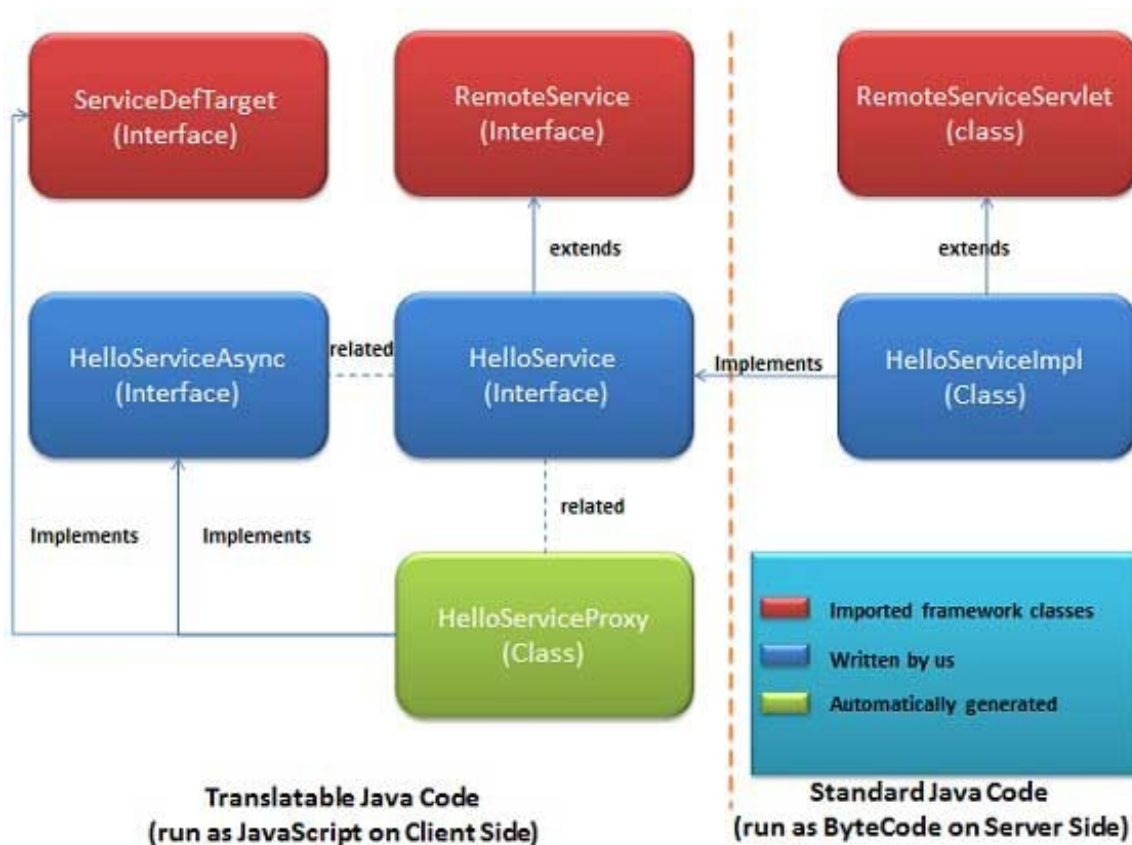 ServiceDefTarget
(Interface)
RemoteService
(Interface)
RemoteServiceServlet
(class)
extends
extends
HelloServiceAsync
(Interface)
related
HelloService
(Interface)
Implements
HelloServiceImpl
(Class)
related
Implements
Implements
HelloServiceProxy
(Class)
Imported framework classes
Written by us
Automatically generated
Translatable Java Code
(run as JavaScript on Client Side)
Standard Java Code
(run as ByteCode on Server Side)